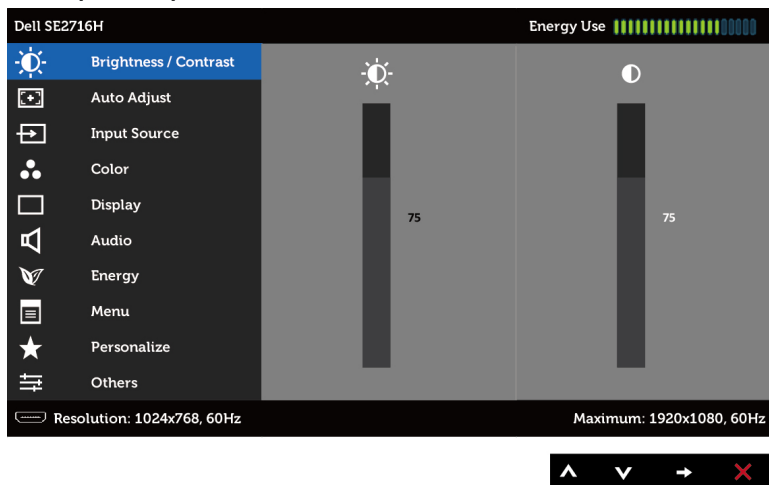 Dell SE2716H
Energy Use
Brightness / Contrast
Auto Adjust
Input Source
Color
Display
Audio
Energy
Menu
Personalize
Others
75
75
Resolution: 1024x768, 60Hz
Maximum: 1920x1080, 60Hz